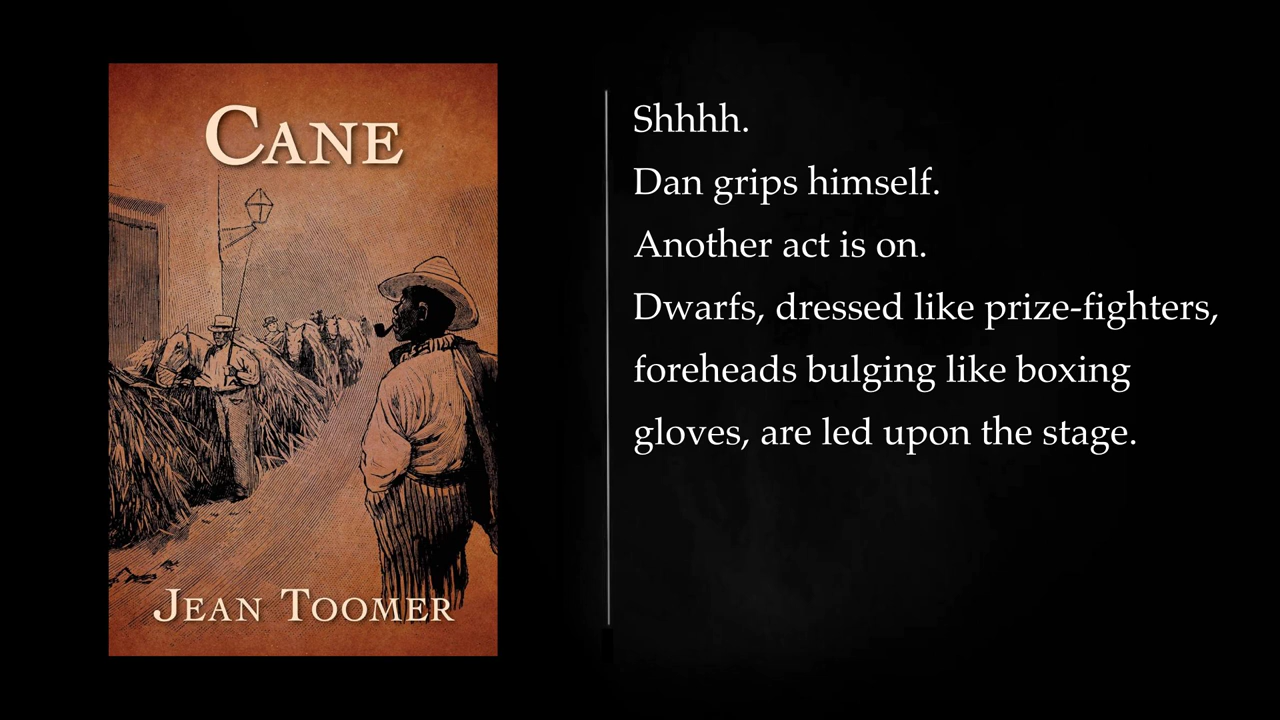 CANE
JEAN TOOMER
Shhhh.
Dan grips himself.
Another act is on.
Dwarfs, dressed like prize-fighters,
foreheads bulging like boxing
gloves, are led upon the stage.